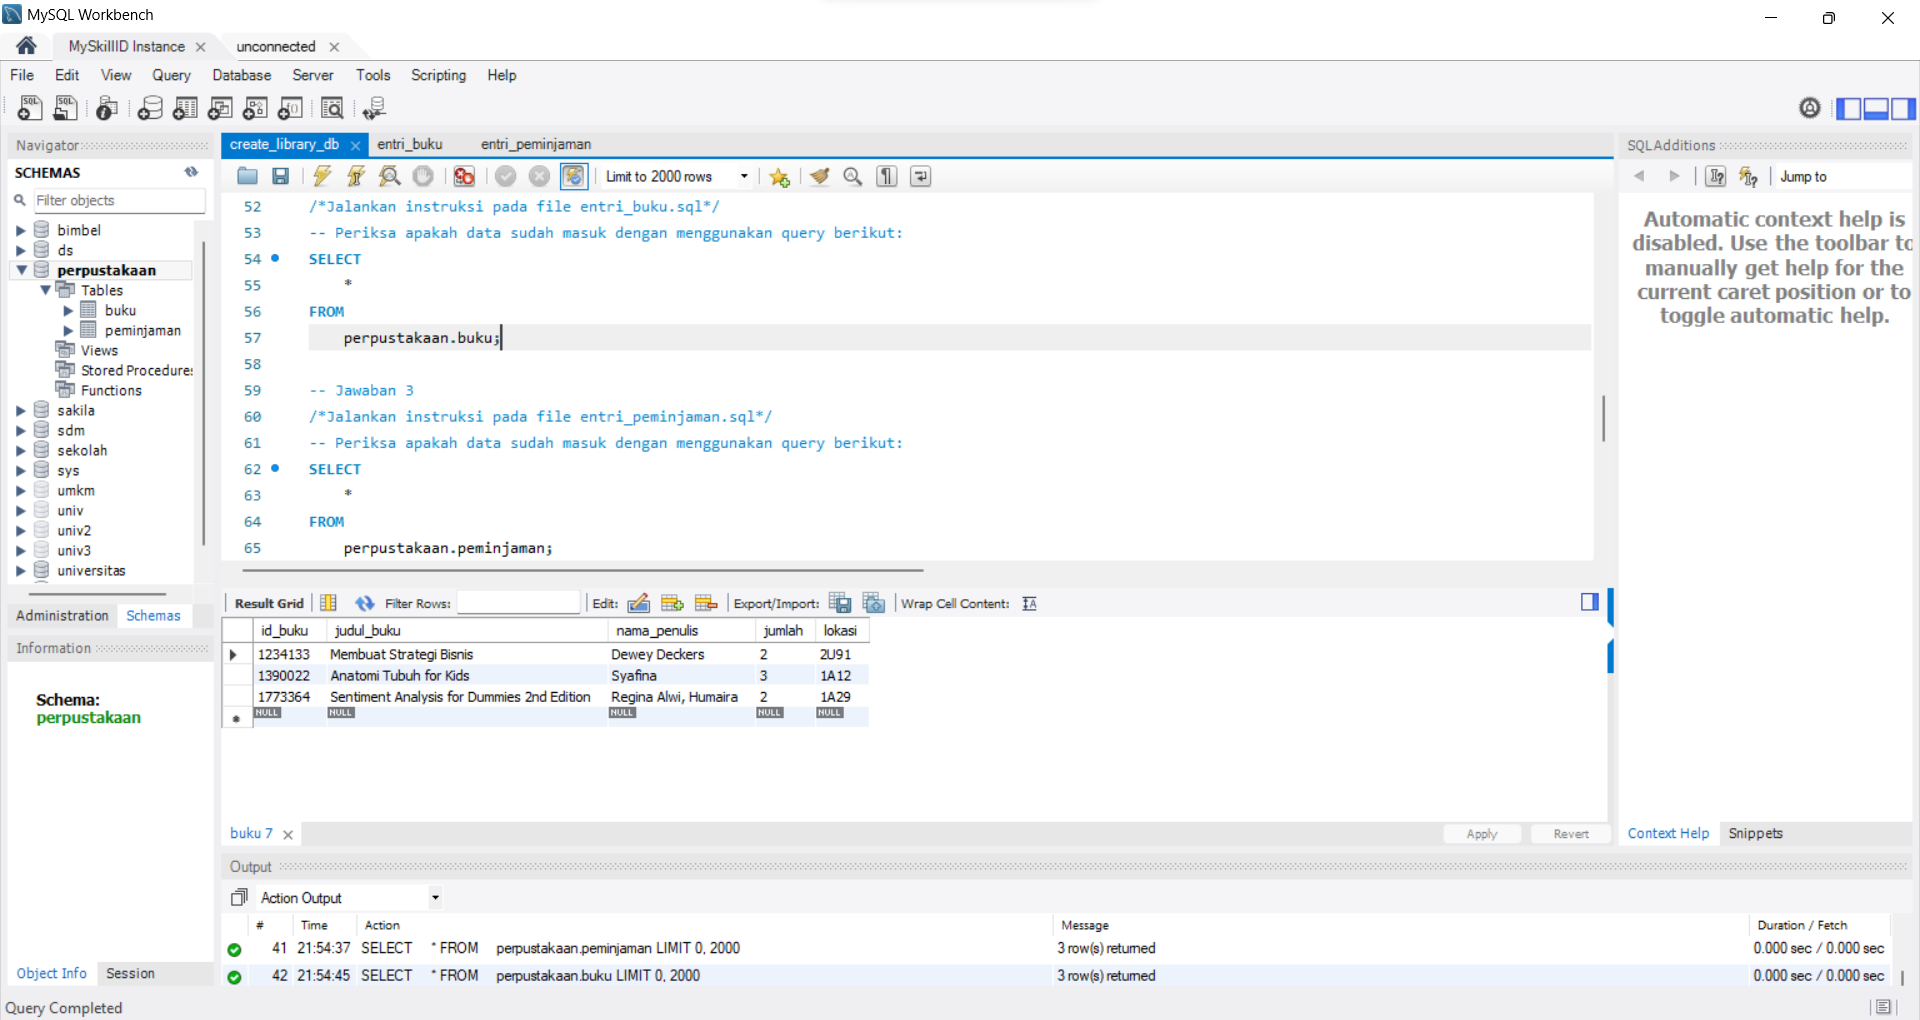 MySQL Workbench
MySkillID Instance
unconnected
File Edit View Query Database Server Tools Scripting Help
Navigator
SCHEMAS
Filter objects
bimbel
ds
perpustakaan
Tables
buku
peminjaman
Views
Stored Procedures
Functions
sakila
sdm
sekolah
sys
umkm
univ
univ2
univ3
universitas
Administration Schemas
Information
Schema:
perpustakaan
Object Info Session
create_library_db entri_buku entri_peminjaman
Limit to 2000 rows
52 /*Jalankan instruksi pada file entri_buku.sql*/
53 -- Periksa apakah data sudah masuk dengan menggunakan query berikut:
54 SELECT
55 *
56 FROM
57 perpustakaan.buku;
58
59 -- Jawaban 3
60 /*Jalankan instruksi pada file entri_peminjaman.sql*/
61 -- Periksa apakah data sudah masuk dengan menggunakan query berikut:
62 SELECT
63 *
64 FROM
65 perpustakaan.peminjaman;
Result Grid Filter Rows: Edit: Export/Import: Wrap Cell Content:
id_buku judul_buku nama_penulis jumlah lokasi
1234133 Membuat Strategi Bisnis Dewey Deckers 2 2U91
1390022 Anatomi Tubuh for Kids Syafina 3 1A12
1773364 Sentiment Analysis for Dummies 2nd Edition Regina Alwi, Humaira 2 1A29
NULL NULL NULL NULL NULL
buku 7
Apply Revert
SQLAdditions
Jump to
Automatic context help is
disabled. Use the toolbar to
manually get help for the
current caret position or to
toggle automatic help.
Context Help Snippets
Output
Action Output
# Time Action Message Duration / Fetch
41 21:54:37 SELECT * FROM perpustakaan.peminjaman LIMIT 0, 2000 3 row(s) returned 0.000 sec / 0.000 sec
42 21:54:45 SELECT * FROM perpustakaan.buku LIMIT 0, 2000 3 row(s) returned 0.000 sec / 0.000 sec
Query Completed